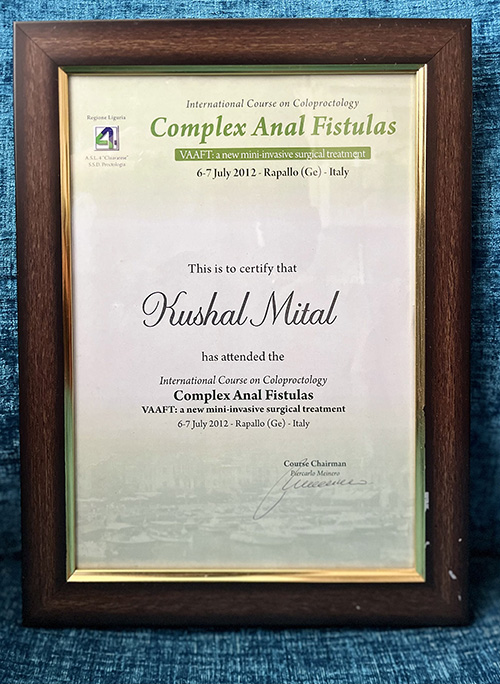 International Course on Coloproctology
Complex Anal Fistulas
VAAFT: a new mini-invasive surgical treatment
6-7 July 2012 - Rapallo (Ge) - Italy
Regione Liguria
A.S.L. 4 "Chiavarese"
S.S.D. Proctologia
This is to certify that
Kushal Mital
has attended the
International Course on Coloproctology
Complex Anal Fistulas
VAAFT: a new mini-invasive surgical treatment
6-7 July 2012 - Rapallo (Ge) - Italy
Course Chairman
Piercarlo Meinero